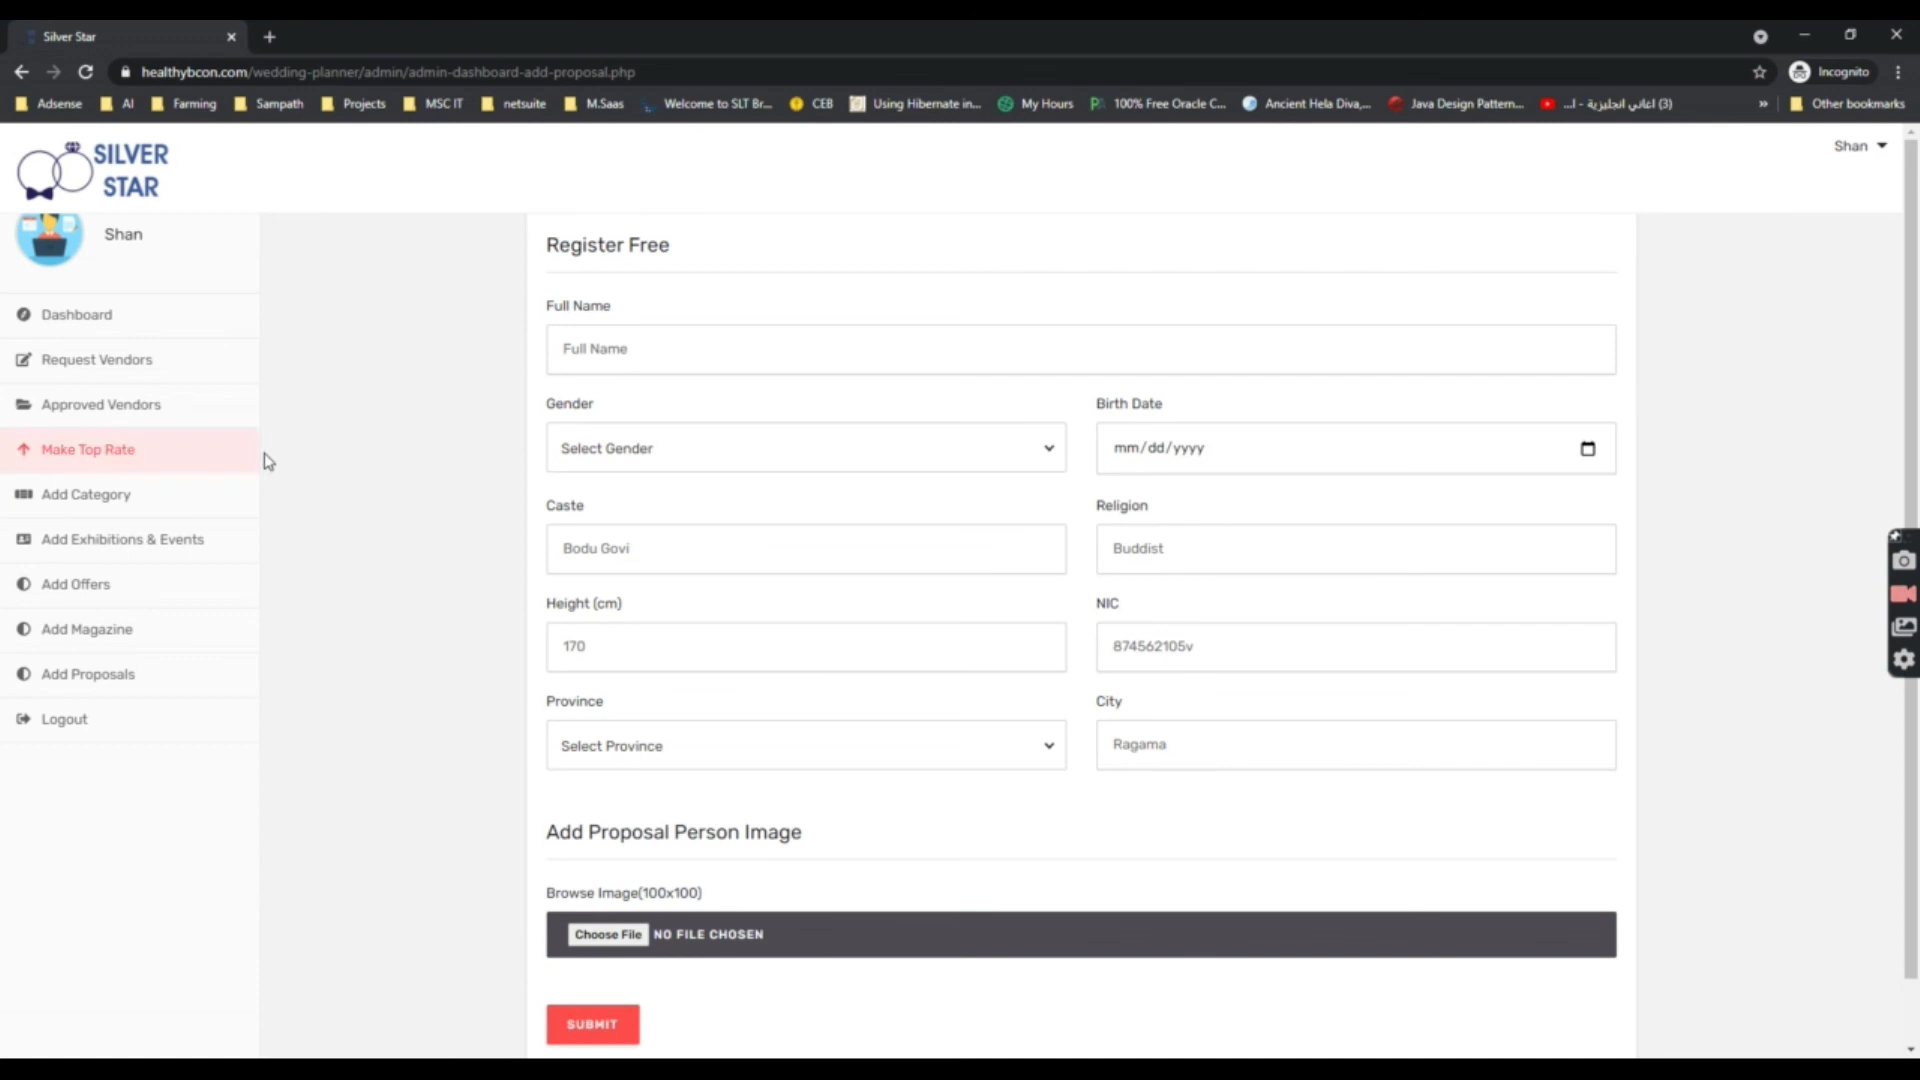 Silver Star
healthybcon.com/wedding-planner/admin/admin-dashboard-add-proposal.php
Incognito
Adsense AI Farming Sampath Projects MSC IT netsuite M.Saas Welcome to SLT Br... CEB Using Hibernate in... My Hours 100% Free Oracle C... Ancient Hela Diva,... Java Design Pattern... (3) اغاني انجليزية - ا... » Other bookmarks
SILVER
STAR
Shan
Shan
Dashboard
Request Vendors
Approved Vendors
Make Top Rate
Add Category
Add Exhibitions & Events
Add Offers
Add Magazine
Add Proposals
Logout
Register Free
Full Name
Full Name
Gender Birth Date
Select Gender mm/dd/yyyy
Caste Religion
Bodu Govi Buddist
Height (cm) NIC
170 874562105v
Province City
Select Province Ragama
Add Proposal Person Image
Browse Image(100x100)
Choose File NO FILE CHOSEN
SUBMIT